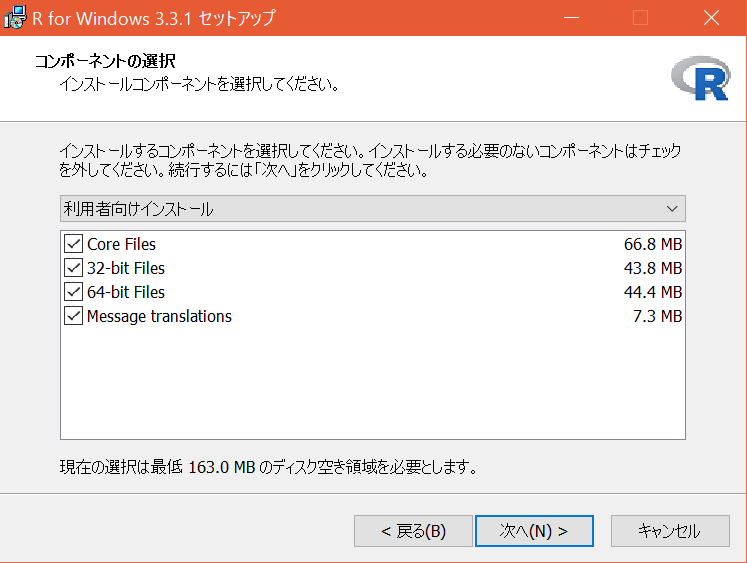 R for Windows 3.3.1 セットアップ
コンポーネントの選択
インストールコンポーネントを選択してください。
R
インストールするコンポーネントを選択してください。インストールする必要のないコンポーネントはチェック
を外してください。続行するには「次へ」をクリックしてください。
利用者向けインストール
Core Files 66.8 MB
32-bit Files 43.8 MB
64-bit Files 44.4 MB
Message translations 7.3 MB
現在の選択は最低 163.0 MB のディスク空き領域を必要とします。
< 戻る(B) 次へ(N) > キャンセル